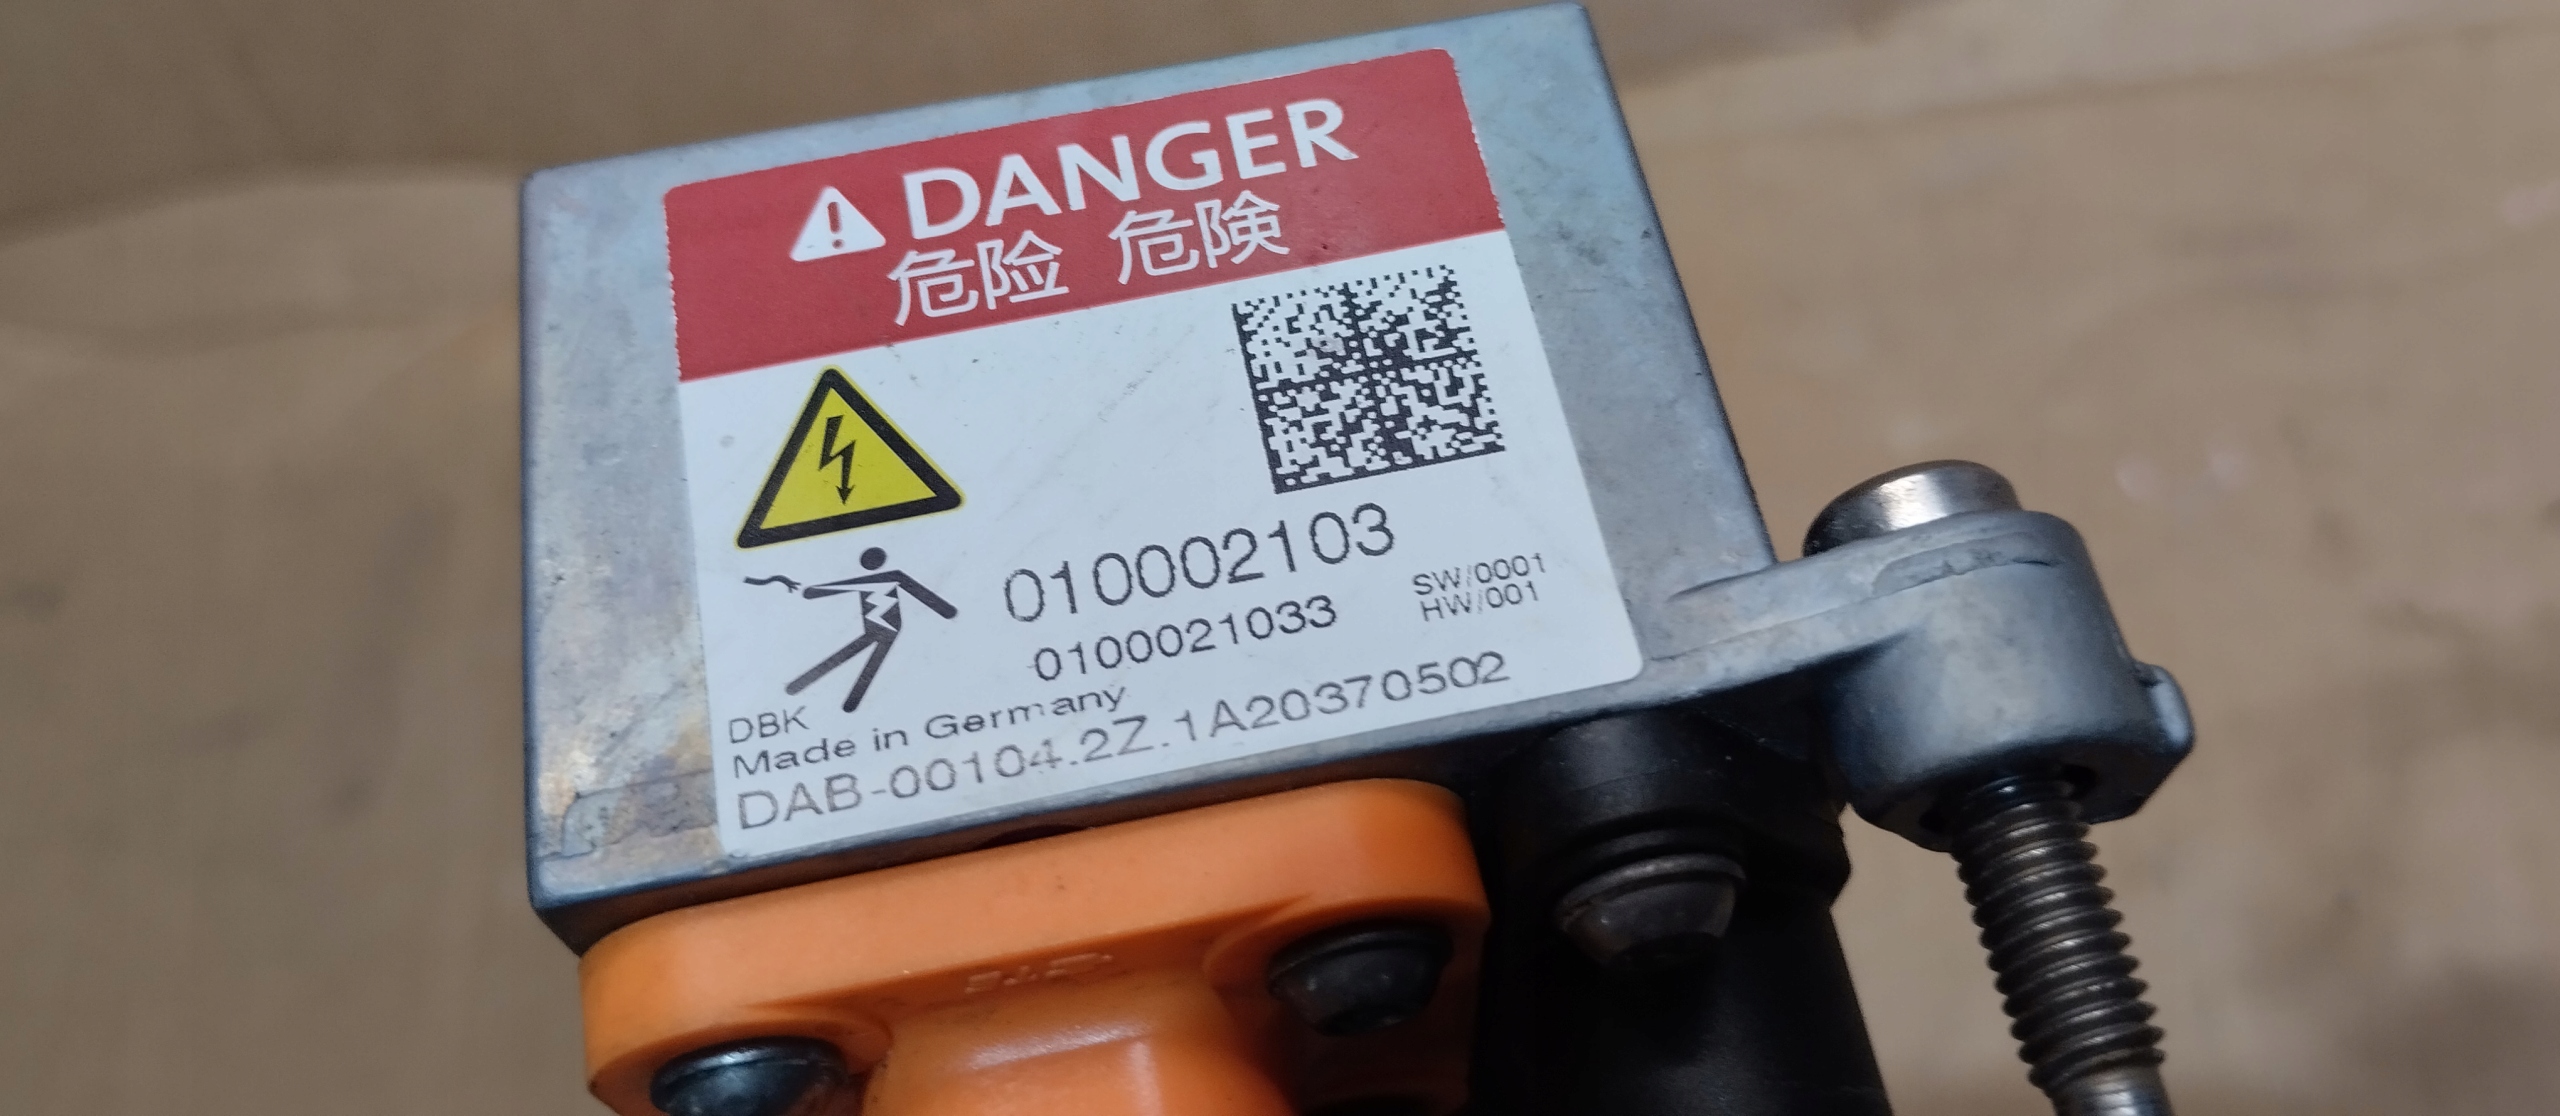 DANGER
危险 危険
010002103
0100021033
SW/0001
HW/001
DBK
Made in Germany
DAB-00104.2Z.1A20370502